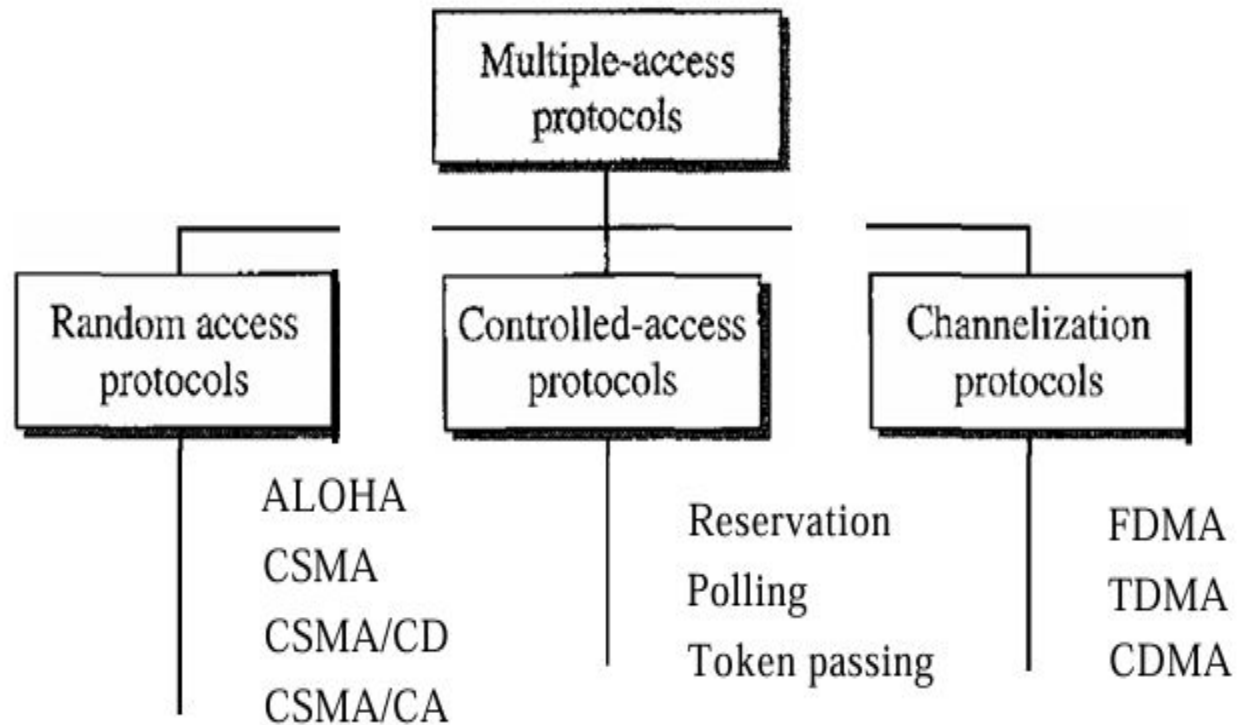 Multiple-access
protocols
Random access
protocols
Controlled-access
protocols
Channelization
protocols
ALOHA
CSMA
CSMA/CD
CSMA/CA
Reservation
Polling
Token passing
FDMA
TDMA
CDMA